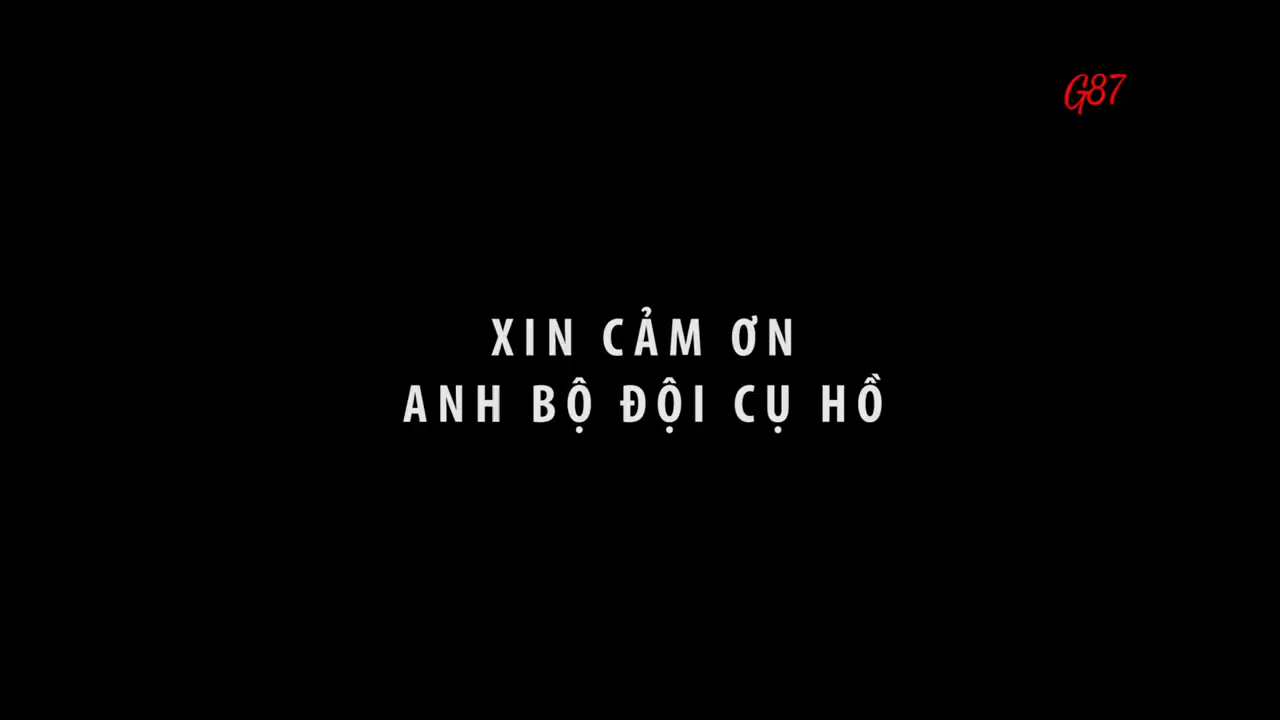 G87
XIN CẢM ƠN
ANH BỘ ĐỘI CỤ HỒ